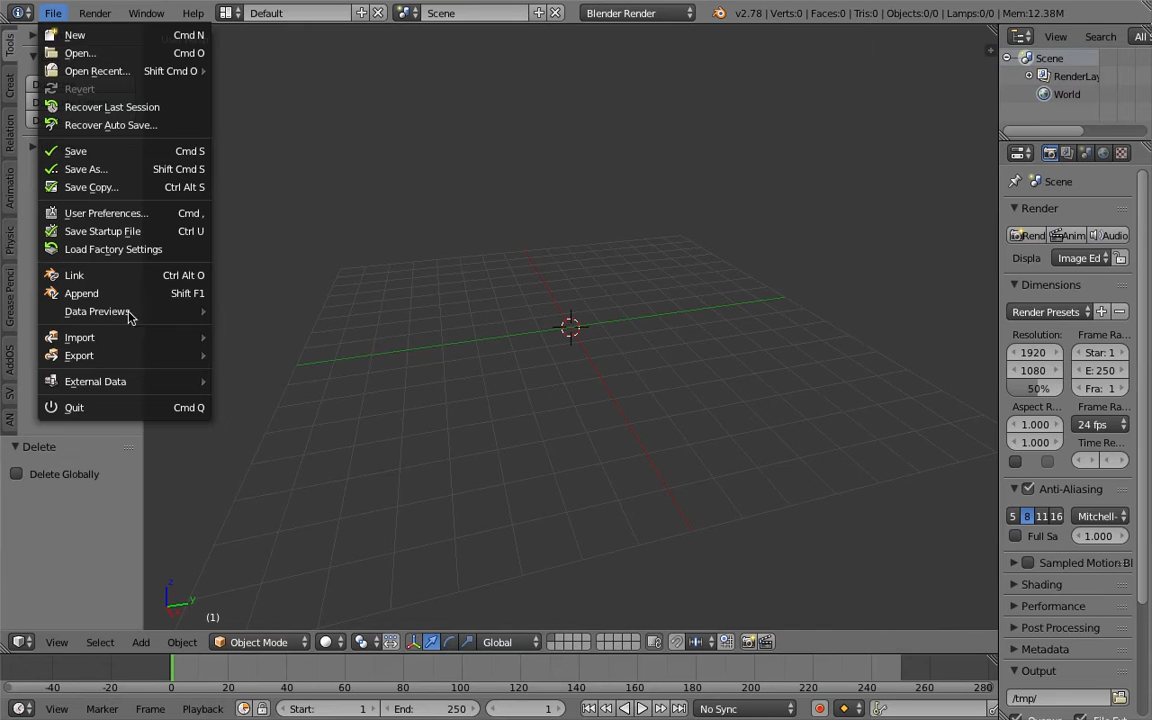 File Render Window Help Default Scene Blender Render v2.78 | Verts:0 | Faces:0 | Tris:0 | Objects:0/0 | Lamps:0/0 | Mem:12.38M
New Cmd N
Open... Cmd O
Open Recent... Shift Cmd O
Revert
Recover Last Session
Recover Auto Save...
Save Cmd S
Save As... Shift Cmd S
Save Copy... Ctrl Alt S
User Preferences... Cmd ,
Save Startup File Ctrl U
Load Factory Settings
Link Ctrl Alt O
Append Shift F1
Data Previews
Import
Export
External Data
Quit Cmd Q
Tools
Creat
Relation
Animatio
Physic
Grease Penci
AddOS
SV
AN
D
D
D
Delete
Delete Globally
z
y
(1)
View Select Add Object Object Mode Global
-40 -20 0 20 40 60 80 100 120 140 160 180 200 220 240 260 280
View Marker Frame Playback Start: 1 End: 250 1 No Sync
View Search All S
Scene
RenderLay
World
Scene
Render
Rend Anim Audio
Displa Image Ed
Dimensions
Render Presets
Resolution: Frame Ra
1920 Star: 1
1080 E: 250
50% Fra: 1
Aspect R... Frame Ra...
1.000 24 fps
1.000 Time Re...
Anti-Aliasing
5 8 11 16 Mitchell-
Full Sa 1.000
Sampled Motion Bl
Shading
Performance
Post Processing
Metadata
Output
/tmp/